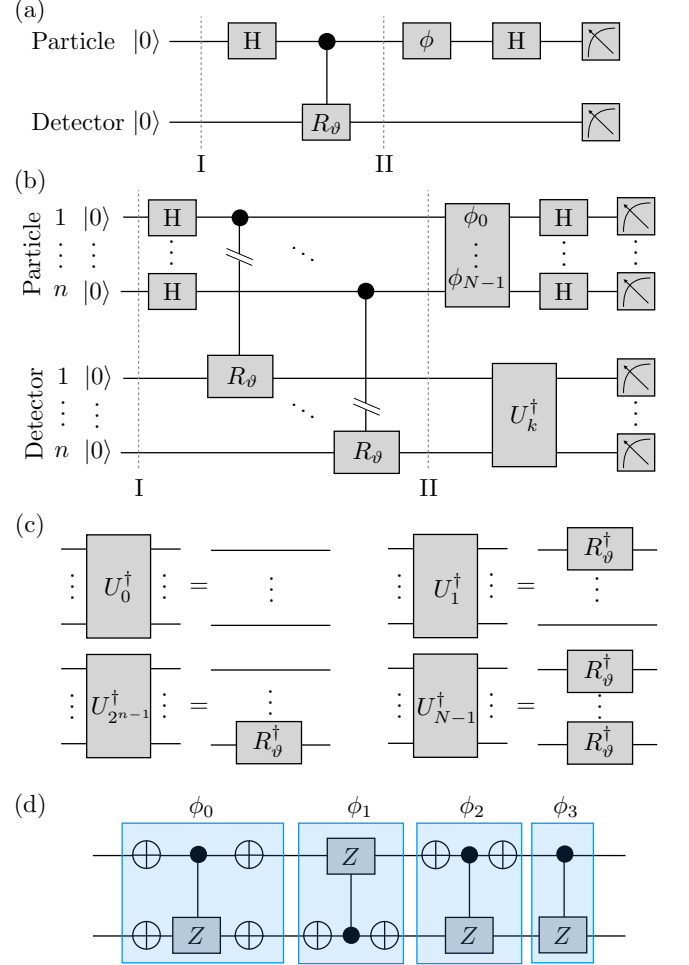 (a)
Particle |0⟩ H ϕ H
Detector |0⟩ R_ϑ
I II
(b)
Particle
1 |0⟩ H ϕ_0 H
n |0⟩ H ϕ_{N−1} H
Detector
1 |0⟩ R_ϑ
U_k^†
n |0⟩ R_ϑ
I II
(c)
U_0^† = U_1^† = R_ϑ^†
U_{2^{n−1}}^† = R_ϑ^† U_{N−1}^† = R_ϑ^† R_ϑ^†
(d)
ϕ_0 ϕ_1 ϕ_2 ϕ_3
Z
Z Z Z